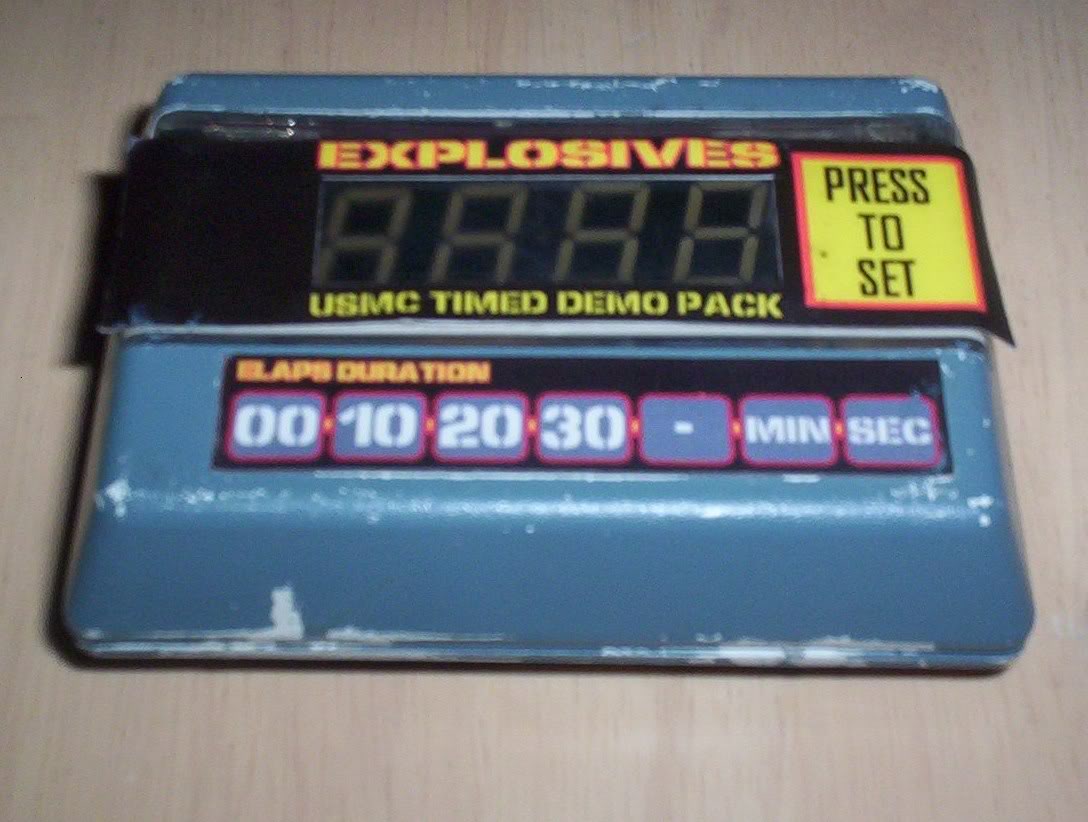 EXPLOSIVES
PRESS
TO
SET
USMC TIMED DEMO PACK
ELAPS DURATION
00 10 20 30 - MIN SEC